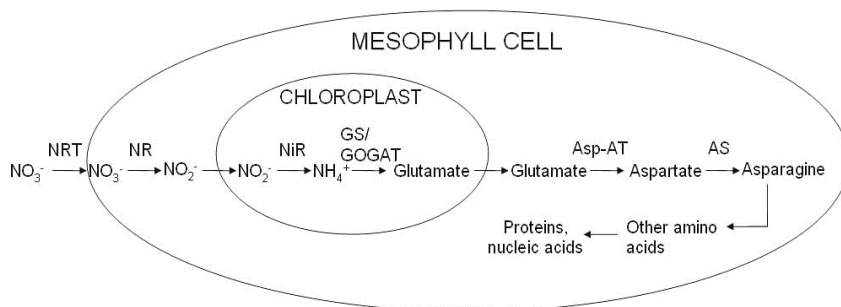 MESOPHYLL CELL
CHLOROPLAST
NRT
NR
NiR
GS/
GOGAT
Asp-AT
AS
NO₃⁻
NO₃⁻
NO₂⁻
NO₂⁻
NH₄⁺
Glutamate
Glutamate
Aspartate
Asparagine
Proteins,
nucleic acids
Other amino
acids